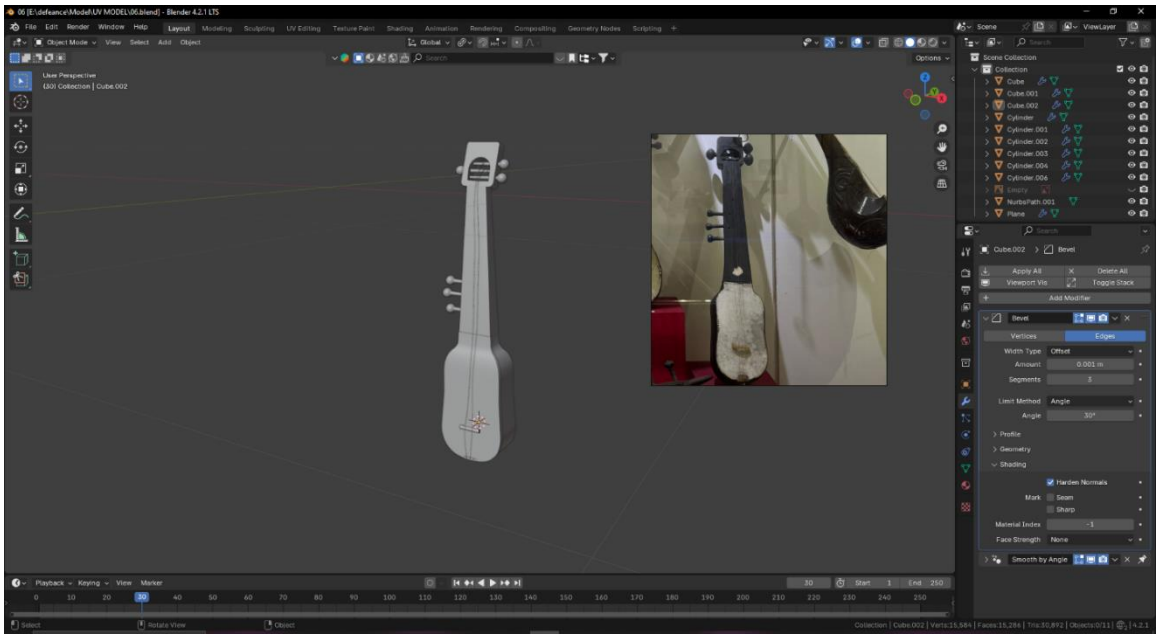 06 [E:\defeance\Model\UV MODEL\06.blend] - Blender 4.2.1 LTS
File Edit Render Window Help Layout Modeling Sculpting UV Editing Texture Paint Shading Animation Rendering Compositing Geometry Nodes Scripting + Scene ViewLayer
Object Mode View Select Add Object Global Search
Search Options
User Perspective
(30) Collection | Cube.002
Scene Collection
Collection
Cube
Cube.001
Cube.002
Cylinder
Cylinder.001
Cylinder.002
Cylinder.003
Cylinder.004
Cylinder.006
Empty
NurbsPath.001
Plane
Search
Cube.002 > Bevel
Apply All Delete All
Viewport Vis Toggle Stack
Add Modifier
Bevel
Vertices Edges
Width Type Offset
Amount 0.001 m
Segments 3
Limit Method Angle
Angle 30°
Profile
Geometry
Shading
Harden Normals
Mark Seam
Sharp
Material Index -1
Face Strength None
Smooth by Angle
Playback Keying View Marker 30 Start 1 End 250
0 10 20 30 40 50 60 70 80 90 100 110 120 130 140 150 160 170 180 190 200 210 220 230 240 250
Select Rotate View Object Collection | Cube.002 | Verts:15,584 | Faces:15,286 | Tris:30,892 | Objects:0/11 | 4.2.1